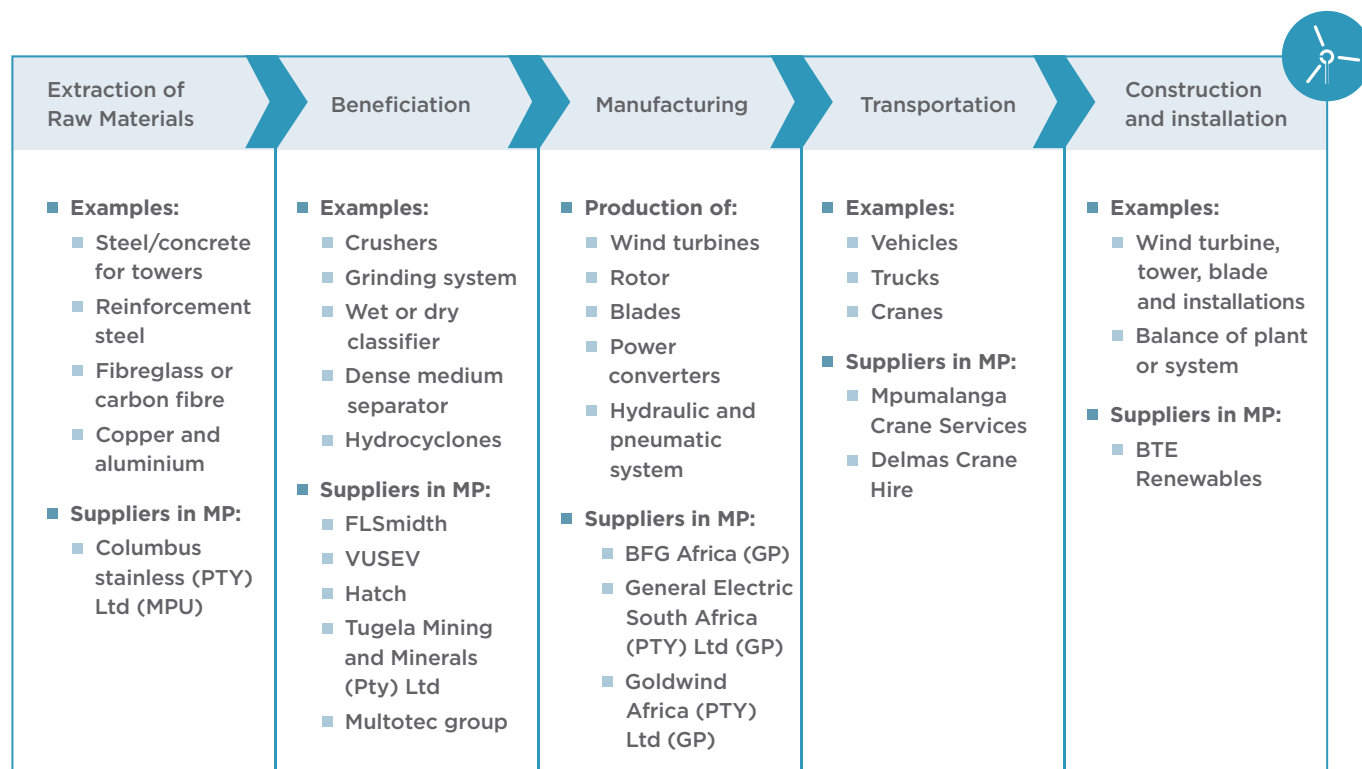 Extraction of
Raw Materials
Beneficiation
Manufacturing
Transportation
Construction
and installation
Examples:
Steel/concrete
for towers
Reinforcement
steel
Fibreglass or
carbon fibre
Copper and
aluminium
Suppliers in MP:
Columbus
stainless (PTY)
Ltd (MPU)
Examples:
Crushers
Grinding system
Wet or dry
classifier
Dense medium
separator
Hydrocyclones
Suppliers in MP:
FLSmidth
VUSEV
Hatch
Tugela Mining
and Minerals
(Pty) Ltd
Multotec group
Production of:
Wind turbines
Rotor
Blades
Power
converters
Hydraulic and
pneumatic
system
Suppliers in MP:
BFG Africa (GP)
General Electric
South Africa
(PTY) Ltd (GP)
Goldwind
Africa (PTY)
Ltd (GP)
Examples:
Vehicles
Trucks
Cranes
Suppliers in MP:
Mpumalanga
Crane Services
Delmas Crane
Hire
Examples:
Wind turbine,
tower, blade
and installations
Balance of plant
or system
Suppliers in MP:
BTE
Renewables